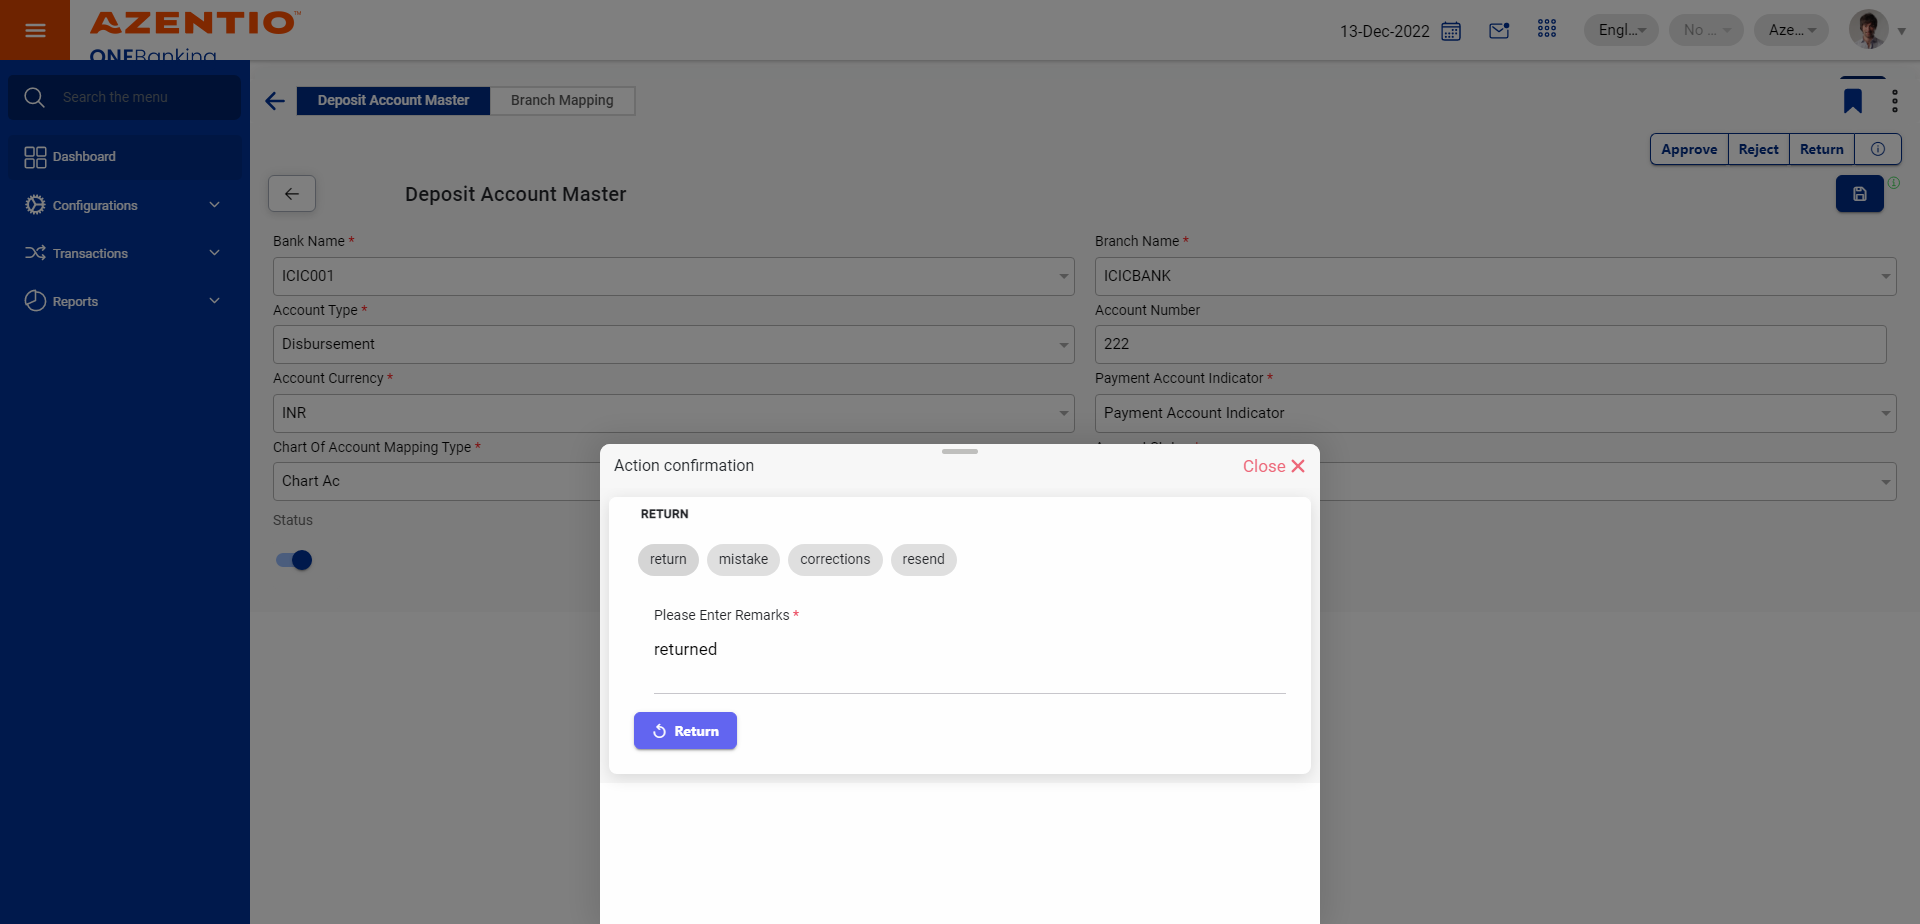 AZENTIO™
ONEBanking
13-Dec-2022
Engl...
No ...
Aze...
Search the menu
Dashboard
Configurations
Transactions
Reports
Deposit Account Master
Branch Mapping
Approve
Reject
Return
Deposit Account Master
Bank Name *
ICIC001
Branch Name *
ICICBANK
Account Type *
Disbursement
Account Number
222
Account Currency *
INR
Payment Account Indicator *
Payment Account Indicator
Chart Of Account Mapping Type *
Chart Ac
Status
Action confirmation
Close
RETURN
return
mistake
corrections
resend
Please Enter Remarks *
returned
Return